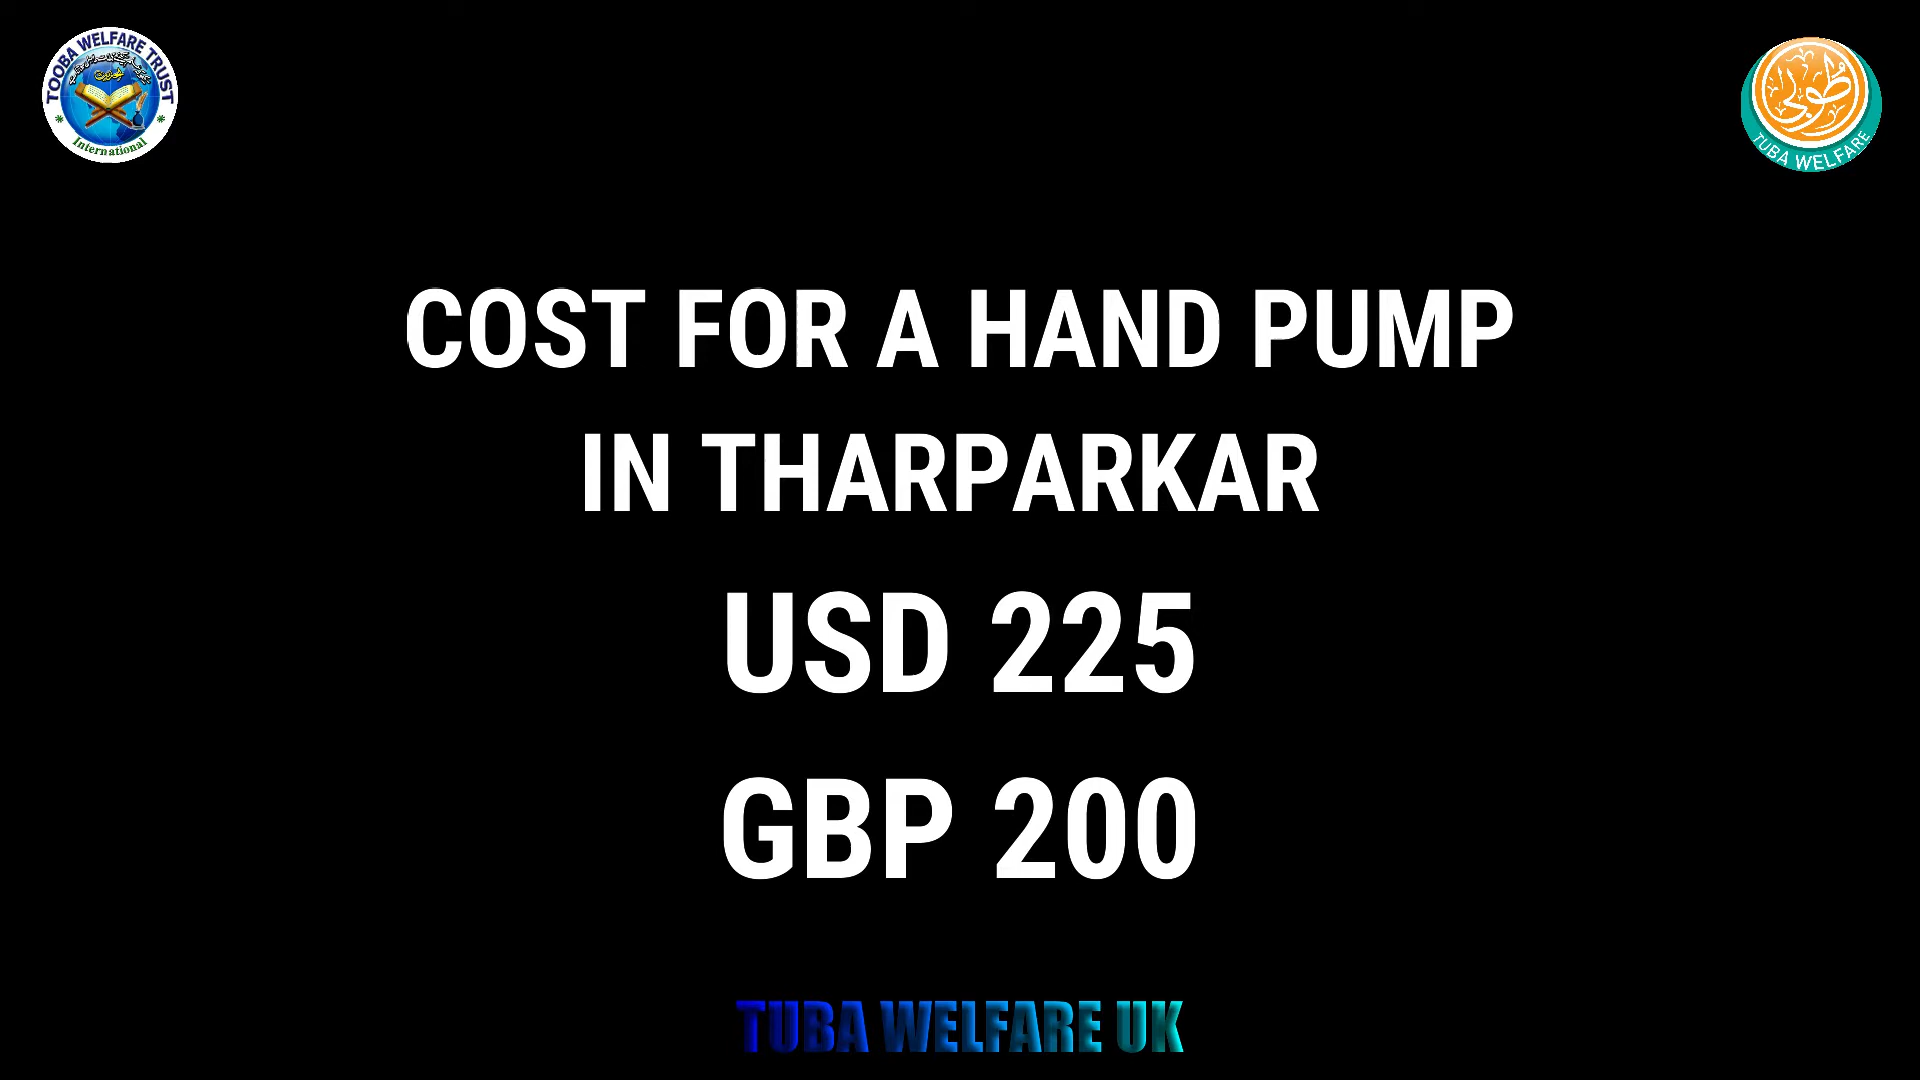 TOOBA WELFARE TRUST
International
طوبى
TUBA WELFARE
COST FOR A HAND PUMP
IN THARPARKAR
USD 225
GBP 200
TUBA WELFARE UK